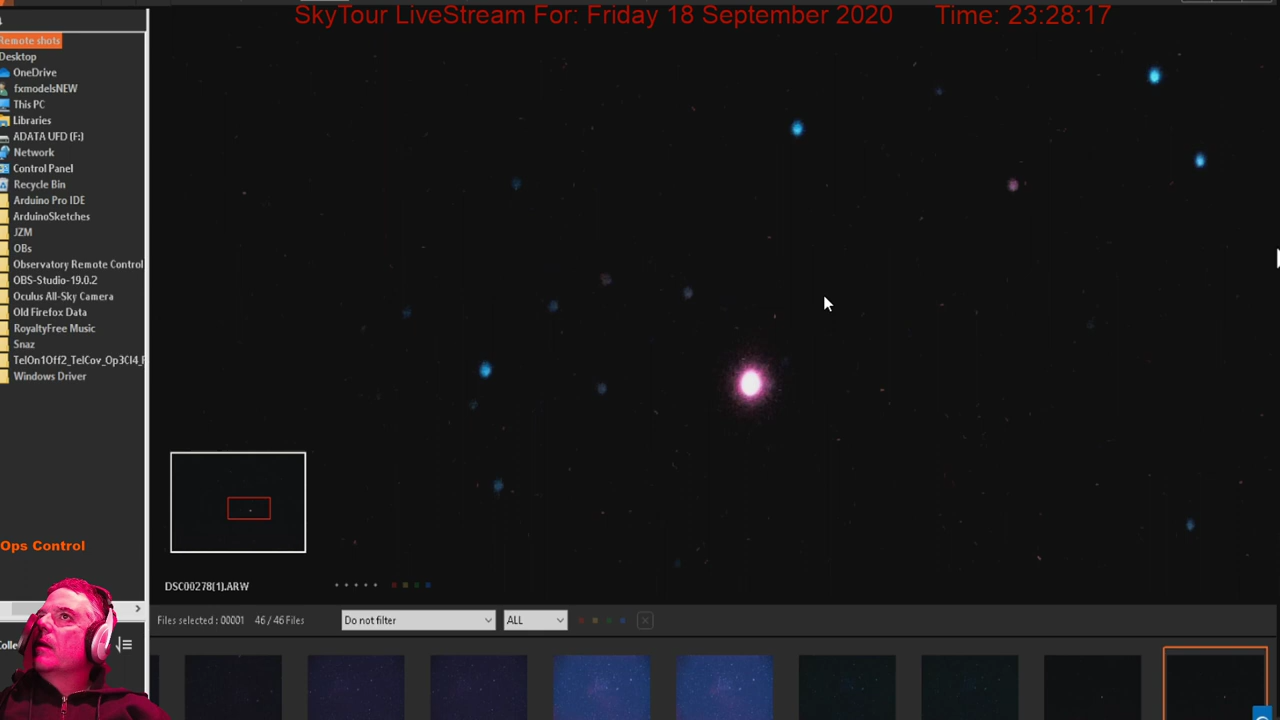 SkyTour LiveStream For: Friday 18 September 2020 Time: 23:28:17
Remote shots
Desktop
OneDrive
fxmodelsNEW
This PC
Libraries
ADATA UFD (F:)
Network
Control Panel
Recycle Bin
Arduino Pro IDE
ArduinoSketches
JZM
OBs
Observatory Remote Control
OBS-Studio-19.0.2
Oculus All-Sky Camera
Old Firefox Data
RoyaltyFree Music
Snaz
TelOn1Off2_TelCov_Op3Cl4_
Windows Driver
Ops Control
DSC00278(1).ARW
Files selected : 00001 46 / 46 Files Do not filter ALL